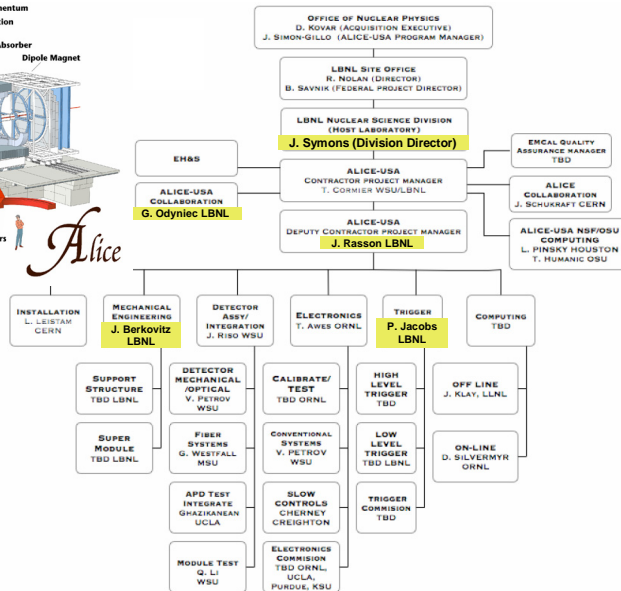 Absorber
Dipole Magnet
Alice
OFFICE OF NUCLEAR PHYSICS
D. KOVAR (ACQUISITION EXECUTIVE)
J. SIMON-GILLO (ALICE-USA PROGRAM MANAGER)
LBNL SITE OFFICE
R. NOLAN (DIRECTOR)
B. SAVNIK (FEDERAL PROJECT DIRECTOR)
LBNL NUCLEAR SCIENCE DIVISION
(HOST LABORATORY)
J. Symons (Division Director)
EH&S
ALICE-USA
CONTRACTOR PROJECT MANAGER
T. CORMIER WSU/LBNL
EMCAL QUALITY
ASSURANCE MANAGER
TBD
ALICE-USA
COLLABORATION
G. Odyniec LBNL
ALICE
COLLABORATION
J. SCHUKRAFT CERN
ALICE-USA
DEPUTY CONTRACTOR PROJECT MANAGER
J. Rasson LBNL
ALICE-USA NSF/OSU
COMPUTING
L. PINSKY HOUSTON
T. HUMANIC OSU
INSTALLATION
L. LEISTAM
CERN
MECHANICAL
ENGINEERING
J. Berkovitz
LBNL
DETECTOR
ASSY/
INTEGRATION
J. RISO WSU
ELECTRONICS
T. AWES ORNL
TRIGGER
P. Jacobs
LBNL
COMPUTING
TBD
SUPPORT
STRUCTURE
TBD LBNL
DETECTOR
MECHANICAL
/OPTICAL
V. PETROV
WSU
CALIBRATE/
TEST
TBD ORNL
HIGH
LEVEL
TRIGGER
TBD
OFF LINE
J. KLAY, LLNL
SUPER
MODULE
TBD LBNL
FIBER
SYSTEMS
G. WESTFALL
MSU
CONVENTIONAL
SYSTEMS
V. PETROV
WSU
LOW
LEVEL
TRIGGER
TBD LBNL
ON-LINE
D. SILVERMYR
ORNL
APD TEST
INTEGRATE
GHAZIKANEAN
UCLA
SLOW
CONTROLS
CHERNEY
CREIGHTON
TRIGGER
COMMISION
TBD
MODULE TEST
Q. LI
WSU
ELECTRONICS
COMMISION
TBD ORNL,
UCLA,
PURDUE, KSU